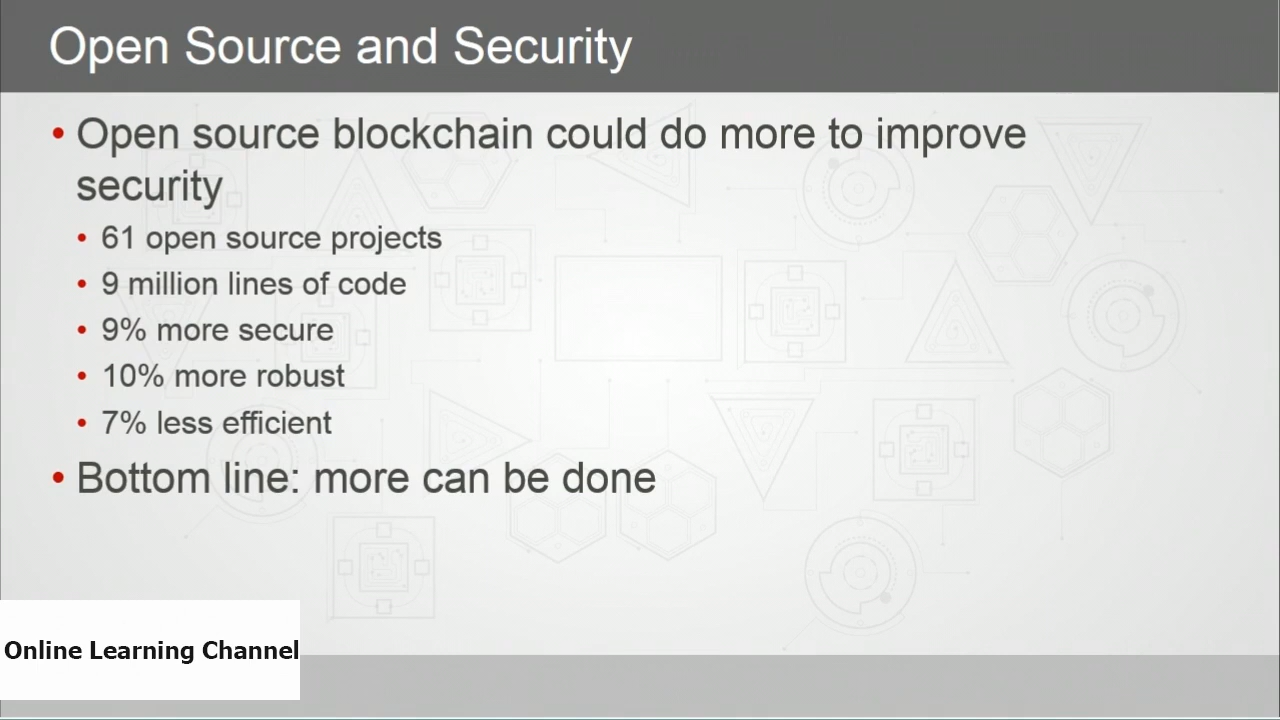 Open Source and Security
• Open source blockchain could do more to improve
security
• 61 open source projects
• 9 million lines of code
• 9% more secure
• 10% more robust
• 7% less efficient
• Bottom line: more can be done
Online Learning Channel